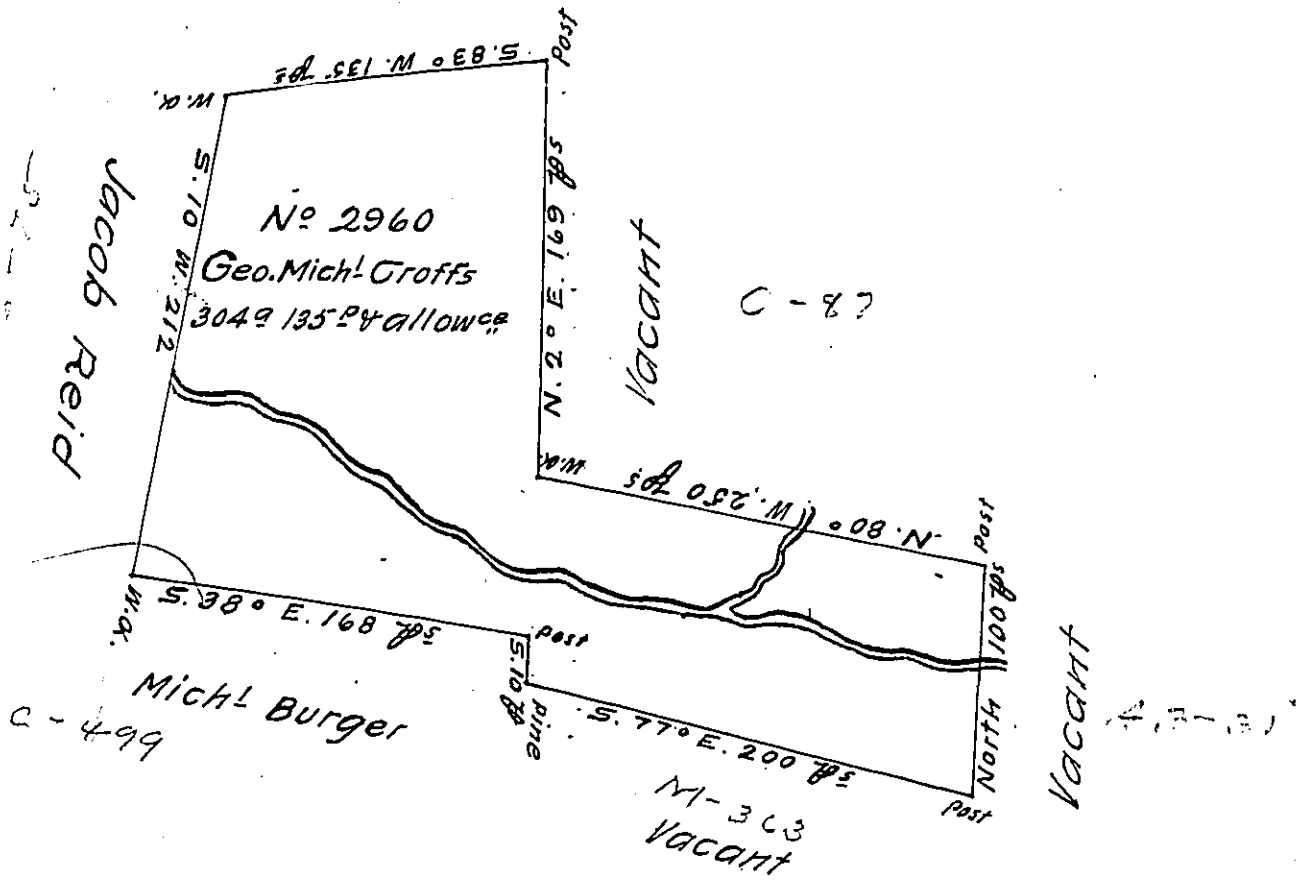 Post
S. 83° W. 135 ps
W.O.
S. 10 W. 212
Jacob Reid
No 2960
Geo. Michl Groffs
304a 135p & allowce
N. 2° E. 169 ps
Vacant
C - 87
W.O.
N. 80° W. 250 ps
Post
North 100 ps
Vacant
W.O.
S. 38° E. 168 ps
Post
S. 10 p
Pine
S. 77° E. 200 ps
Post
Michl Burger
C - 499
M - 363
Vacant